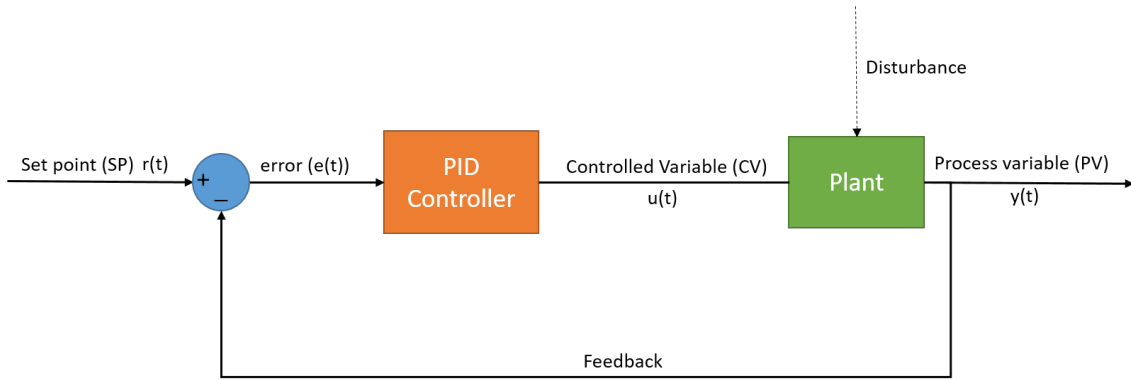 Disturbance
Set point (SP) r(t)
+
−
error (e(t))
PID
Controller
Controlled Variable (CV)
u(t)
Plant
Process variable (PV)
y(t)
Feedback